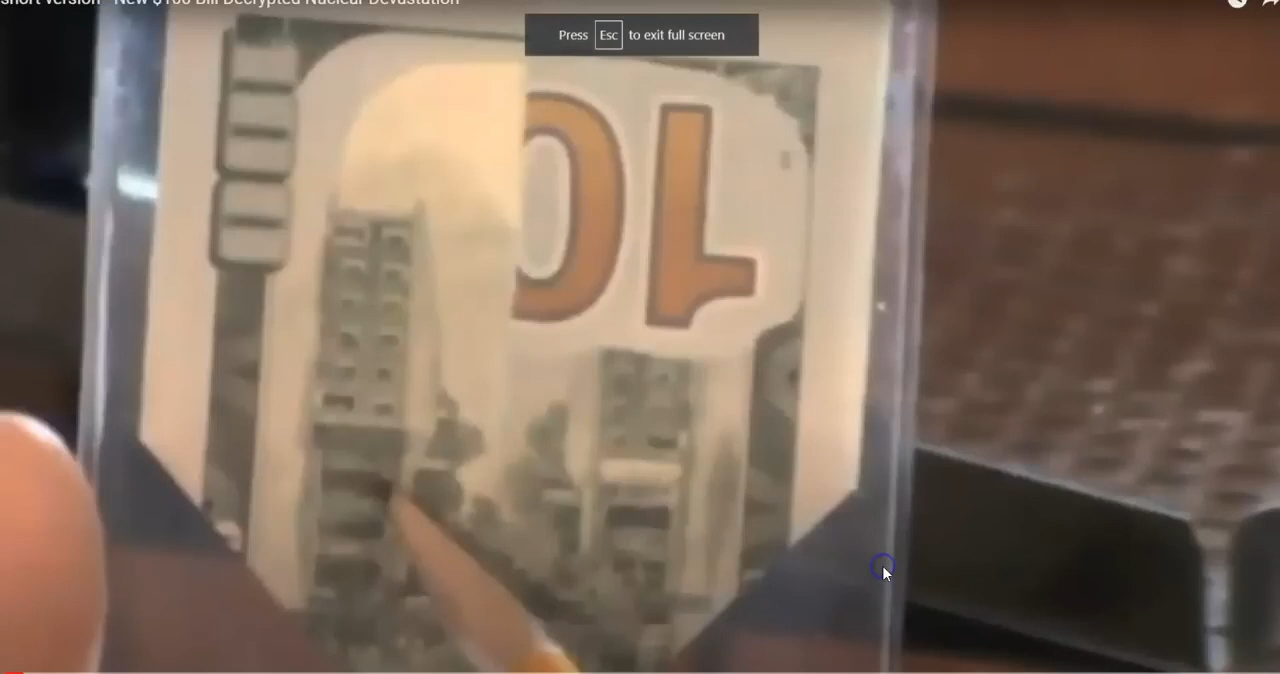 short version - New $100 Bill Decrypted Nuclear Devastation
Press Esc to exit full screen
10